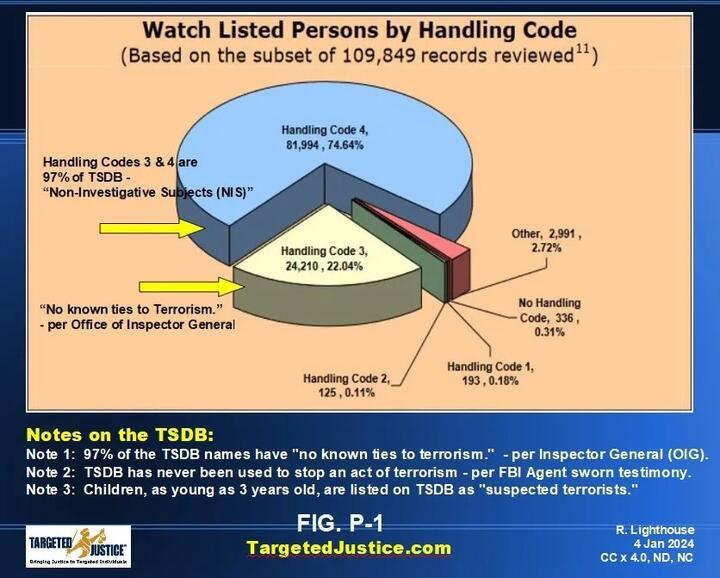 Watch Listed Persons by Handling Code
(Based on the subset of 109,849 records reviewed11)
Handling Code 4,
81,994 , 74.64%
Handling Codes 3 & 4 are
97% of TSDB -
“Non-Investigative Subjects (NIS)”
Handling Code 3,
24,210 , 22.04%
Other, 2,991 ,
2.72%
“No known ties to Terrorism.”
- per Office of Inspector General
No Handling
Code, 336 ,
0.31%
Handling Code 1,
193 , 0.18%
Handling Code 2,
125 , 0.11%
Notes on the TSDB:
Note 1:  97% of the TSDB names have "no known ties to terrorism."  - per Inspector General (OIG).
Note 2:  TSDB has never been used to stop an act of terrorism - per FBI Agent sworn testimony.
Note 3:  Children, as young as 3 years old, are listed on TSDB as "suspected terrorists."
FIG. P-1
TargetedJustice.com
TARGETED JUSTICE
Bringing Justice to Targeted Individuals
R. Lighthouse
4 Jan 2024
CC x 4.0, ND, NC